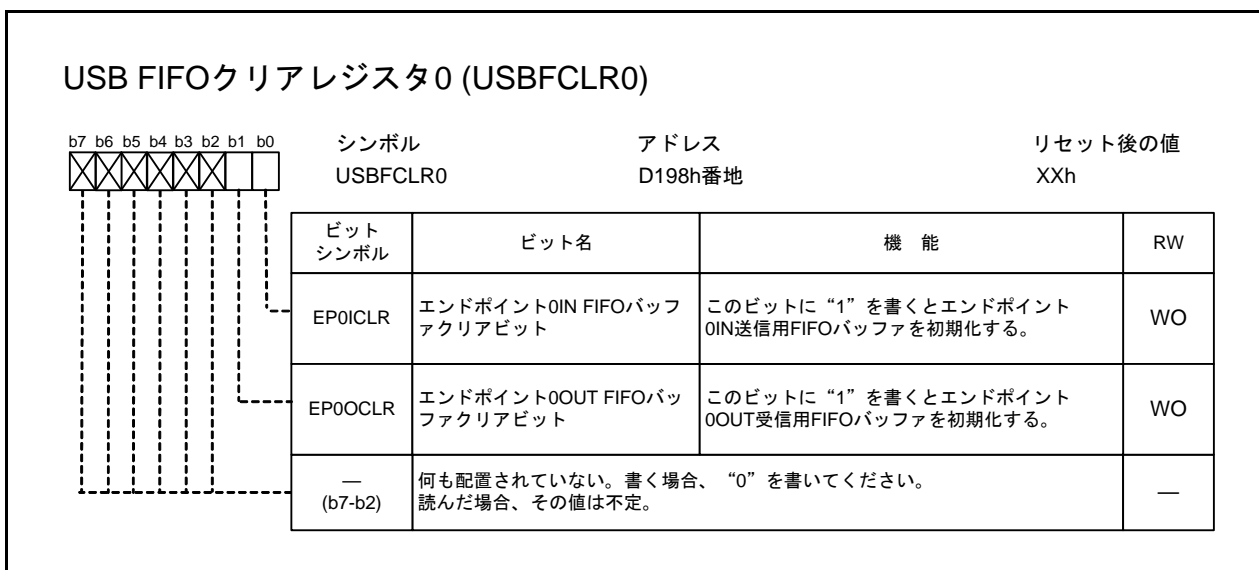 USB FIFOクリアレジスタ0 (USBFCLR0)
b7 b6 b5 b4 b3 b2 b1 b0
シンボル アドレス リセット後の値
USBFCLR0 D198h番地 XXh
ビット
シンボル
ビット名
機 能
RW
EP0ICLR
エンドポイント0IN FIFOバッフ
ァクリアビット
このビットに“1”を書くとエンドポイント
0IN送信用FIFOバッファを初期化する。
WO
EP0OCLR
エンドポイント0OUT FIFOバッ
ファクリアビット
このビットに“1”を書くとエンドポイント
0OUT受信用FIFOバッファを初期化する。
WO
—
(b7-b2)
何も配置されていない。書く場合、“0”を書いてください。
読んだ場合、その値は不定。
—